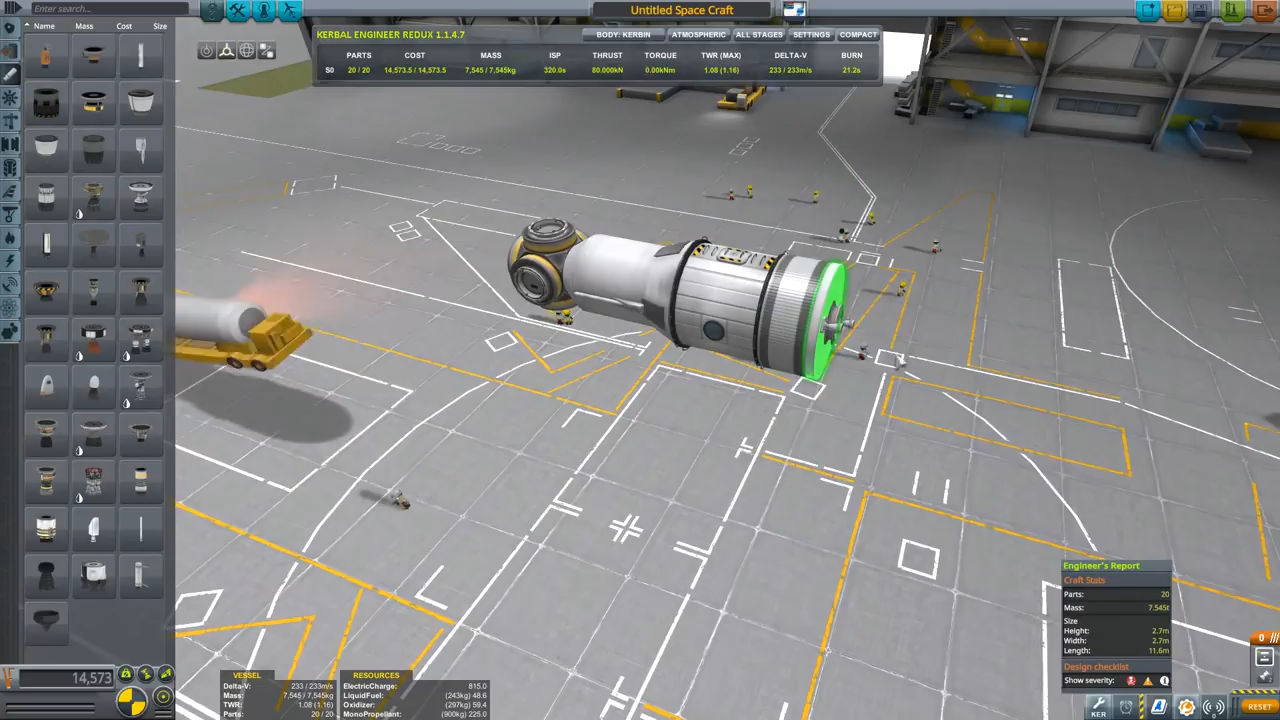 Enter search...
Name Mass Cost Size
Untitled Space Craft
KERBAL ENGINEER REDUX 1.1.4.7
BODY: KERBIN
ATMOSPHERIC
ALL STAGES
SETTINGS
COMPACT
PARTS COST MASS ISP THRUST TORQUE TWR (MAX) DELTA-V BURN
S0 20 / 20 14,573.5 / 14,573.5 7,545 / 7,545kg 320.0s 80.000kN 0.00kNm 1.08 (1.16) 233 / 233m/s 21.2s
Engineer's Report
Craft Stats
Parts: 20
Mass: 7.545t
Size
Height: 2.7m
Width: 2.7m
Length: 11.6m
Design checklist
Show severity:
0
14,573
VESSEL
Delta-V: 233 / 233m/s
Mass: 7,545 / 7,545kg
TWR: 1.08 (1.16)
Parts: 20 / 20
RESOURCES
ElectricCharge: 815.0
LiquidFuel: (243kg) 48.6
Oxidizer: (297kg) 59.4
MonoPropellant: (900kg) 225.0
KER
RESET